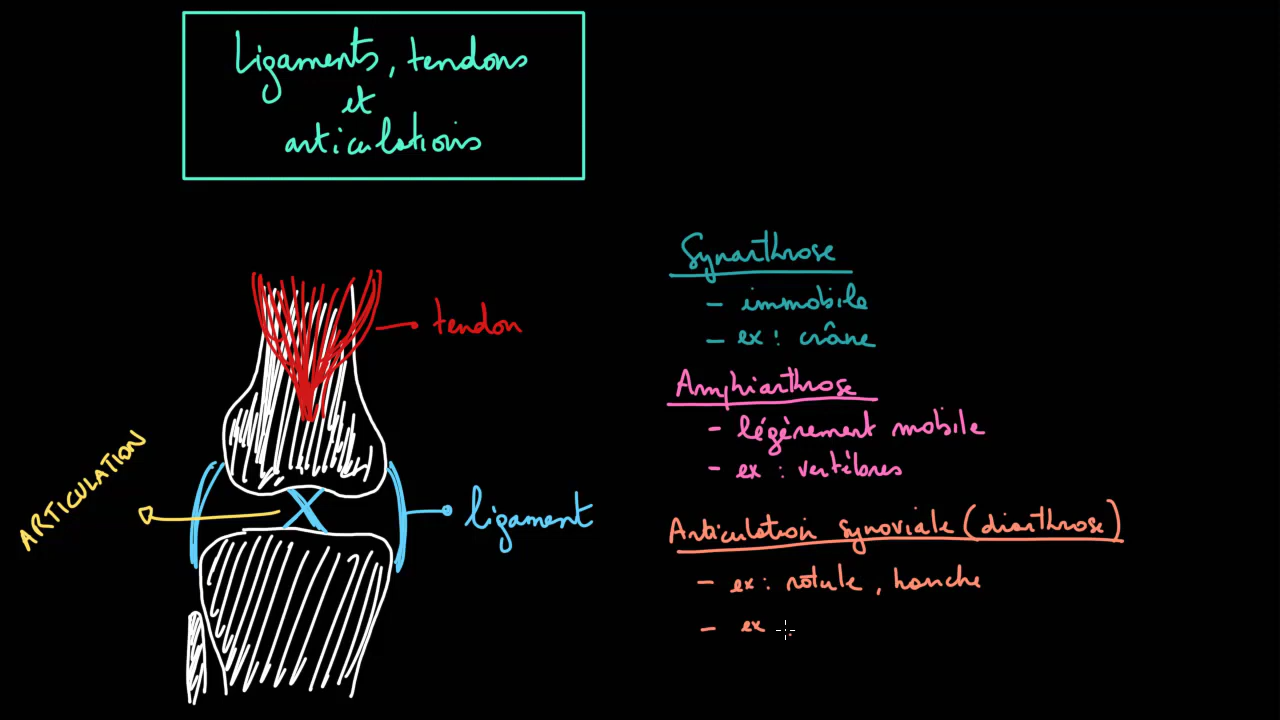 Ligaments, tendons
et
articulations
tendon
ARTICULATION
ligament
Synarthrose
- immobile
- ex : crâne
Amphiarthrose
- légèrement mobile
- ex : vertèbres
Articulation synoviale (diarthrose)
- ex : rotule, hanche
- ex